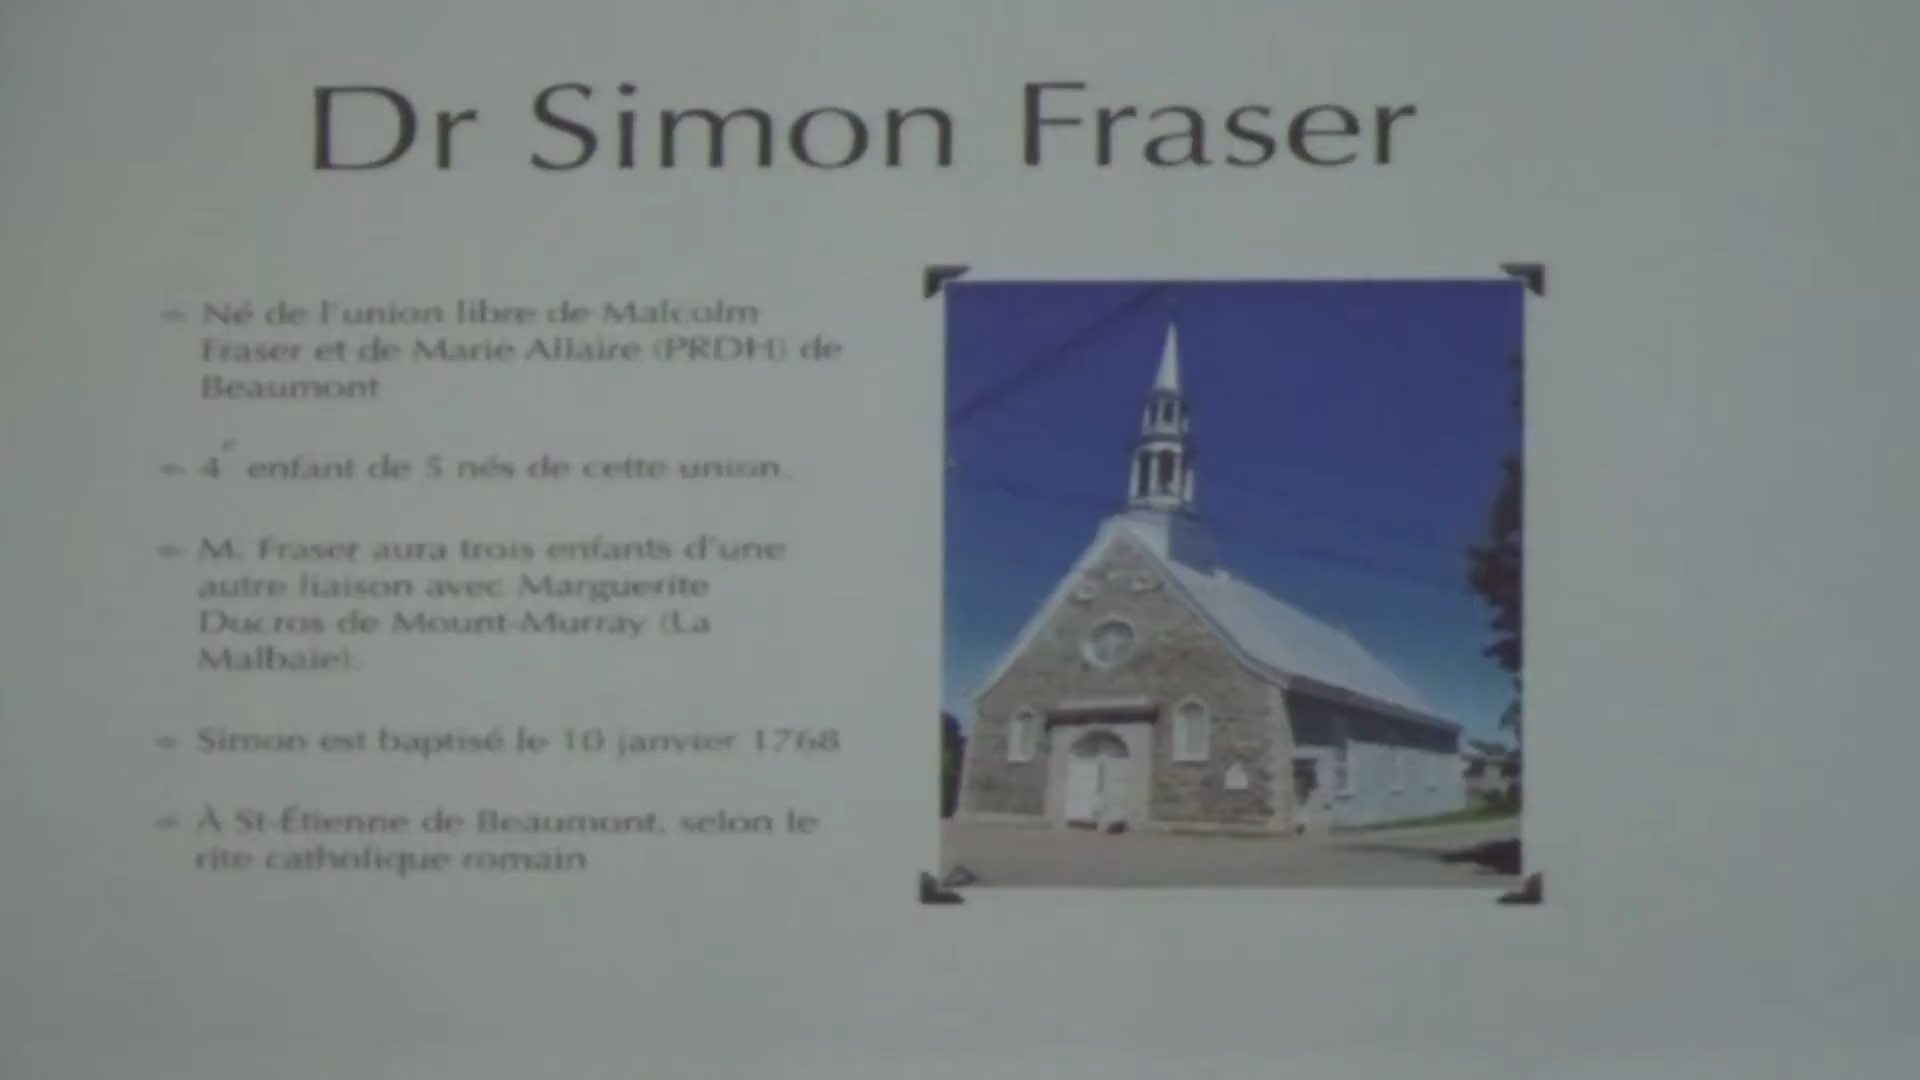 Dr Simon Fraser
Né de l'union libre de Malcolm
Fraser et de Marie Allaire (PRDH) de
Beaumont
4e enfant de 5 nés de cette union.
M. Fraser aura trois enfants d'une
autre liaison avec Marguerite
Ducros de Mount-Murray (La
Malbaie).
Simon est baptisé le 10 janvier 1768
À St-Étienne de Beaumont, selon le
rite catholique romain